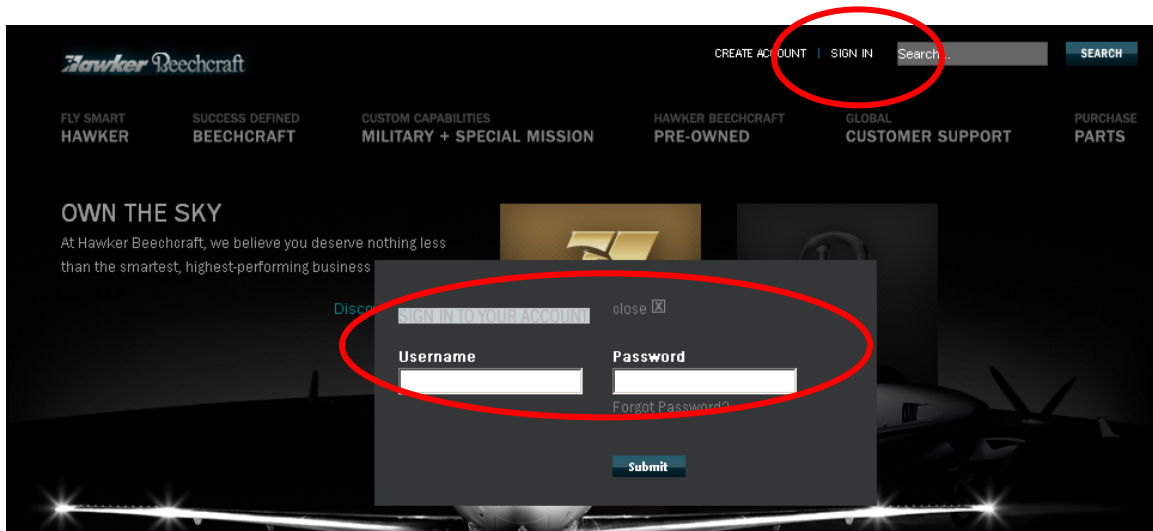 Hawker Beechcraft
CREATE ACCOUNT | SIGN IN
Search...
SEARCH
FLY SMART
HAWKER
SUCCESS DEFINED
BEECHCRAFT
CUSTOM CAPABILITIES
MILITARY + SPECIAL MISSION
HAWKER BEECHCRAFT
PRE-OWNED
GLOBAL
CUSTOMER SUPPORT
PURCHASE
PARTS
OWN THE SKY
At Hawker Beechcraft, we believe you deserve nothing less
than the smartest, highest-performing business
SIGN IN TO YOUR ACCOUNT
close X
Username
Password
Forgot Password?
Submit